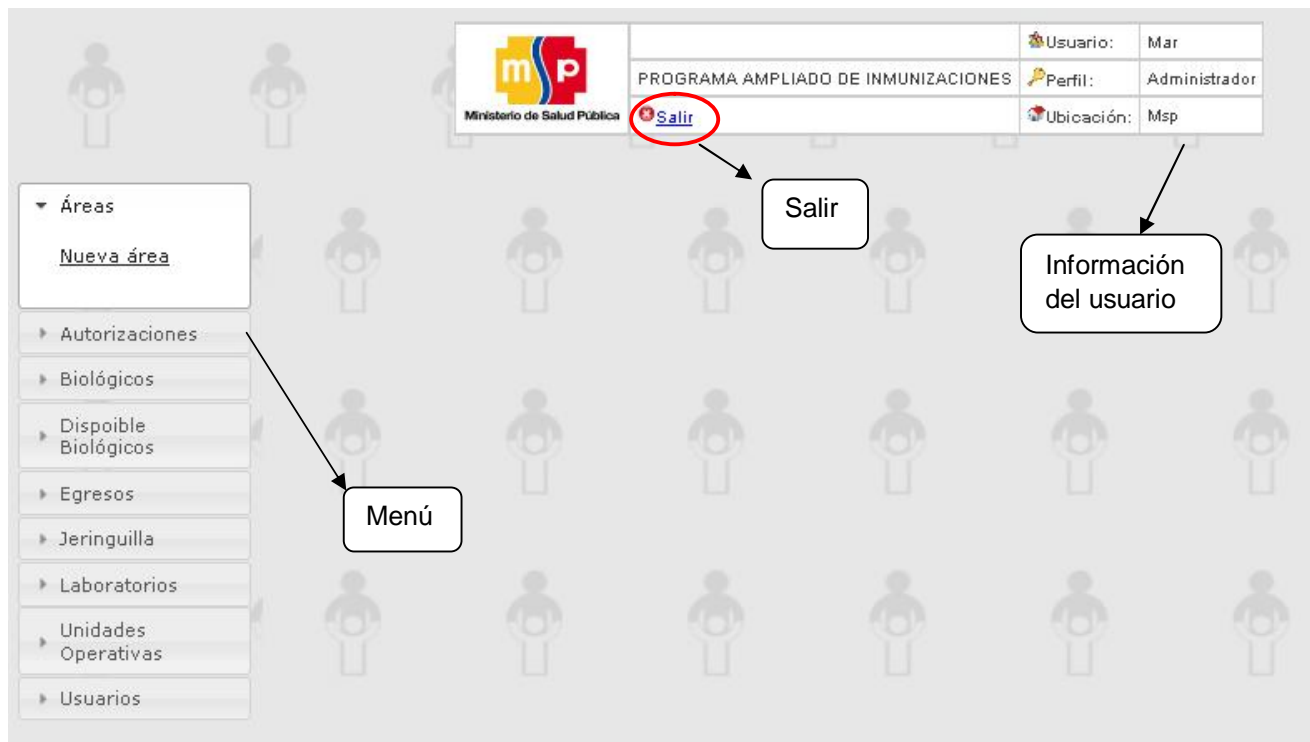 msp
Ministerio de Salud Pública
Usuario: Mar
PROGRAMA AMPLIADO DE INMUNIZACIONES Perfil: Administrador
Salir Ubicación: Msp
Salir
Información
del usuario
Áreas
Nueva área
Autorizaciones
Biológicos
Dispoible
Biológicos
Egresos
Jeringuilla
Laboratorios
Unidades
Operativas
Usuarios
Menú